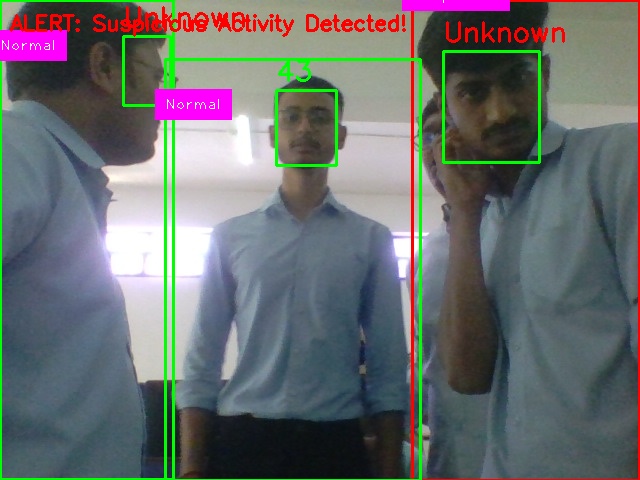 ALERT: Suspicious Activity Detected!
Unknown
Unknown
Normal
43
Normal